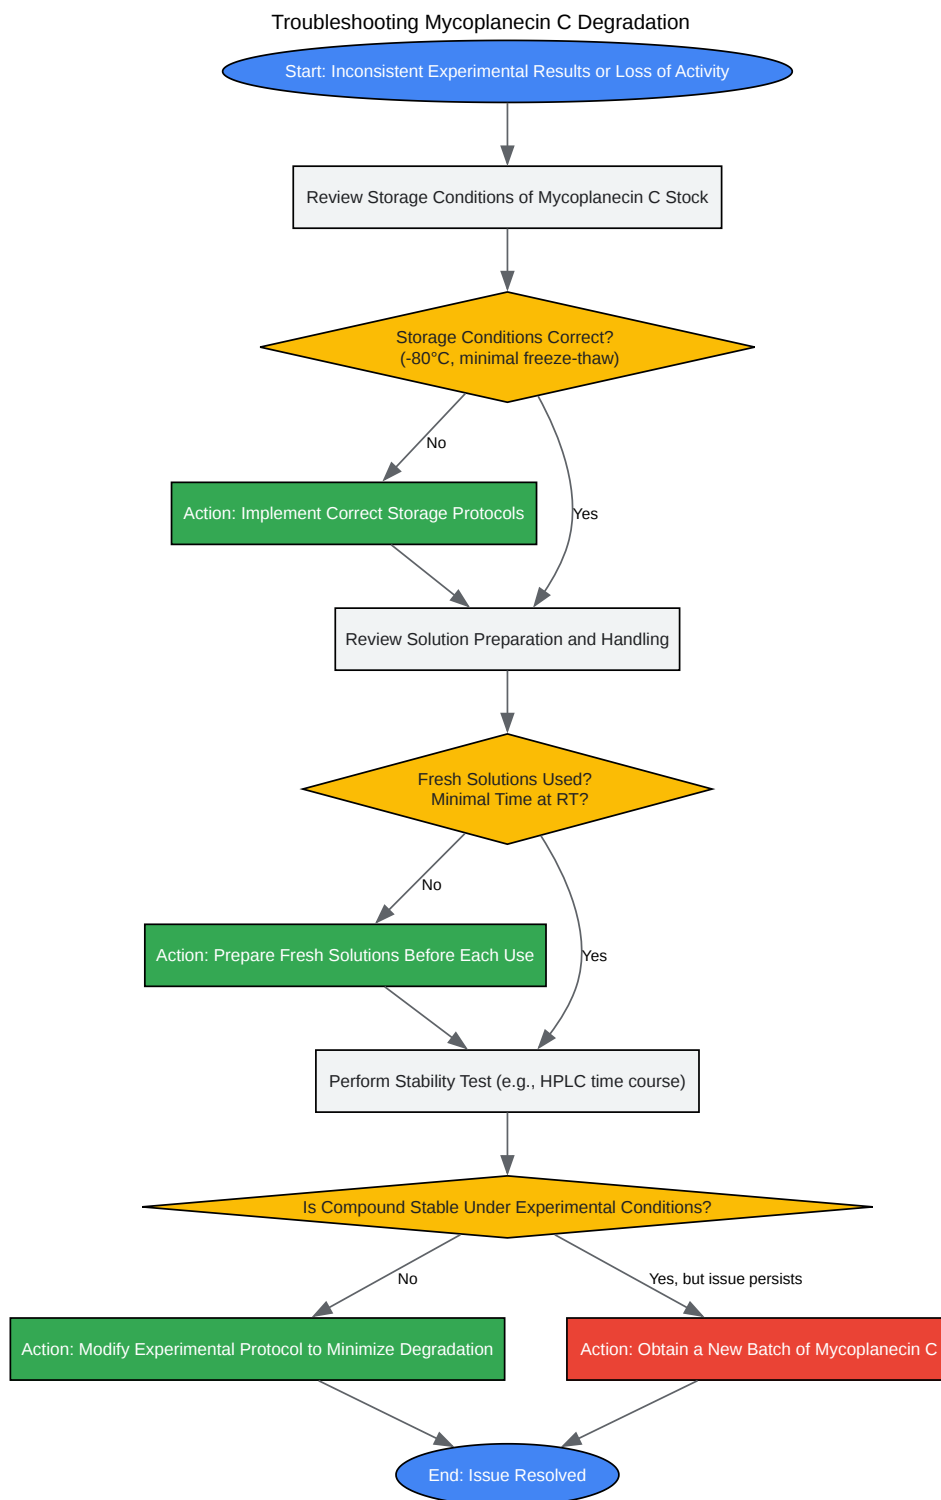 Troubleshooting Mycoplanecin C Degradation
Start: Inconsistent Experimental Results or Loss of Activity
Review Storage Conditions of Mycoplanecin C Stock
Storage Conditions Correct?
(-80°C, minimal freeze-thaw)
No
Yes
Action: Implement Correct Storage Protocols
Review Solution Preparation and Handling
Fresh Solutions Used?
Minimal Time at RT?
No
Yes
Action: Prepare Fresh Solutions Before Each Use
Perform Stability Test (e.g., HPLC time course)
Is Compound Stable Under Experimental Conditions?
No
Yes, but issue persists
Action: Modify Experimental Protocol to Minimize Degradation
Action: Obtain a New Batch of Mycoplanecin C
End: Issue Resolved